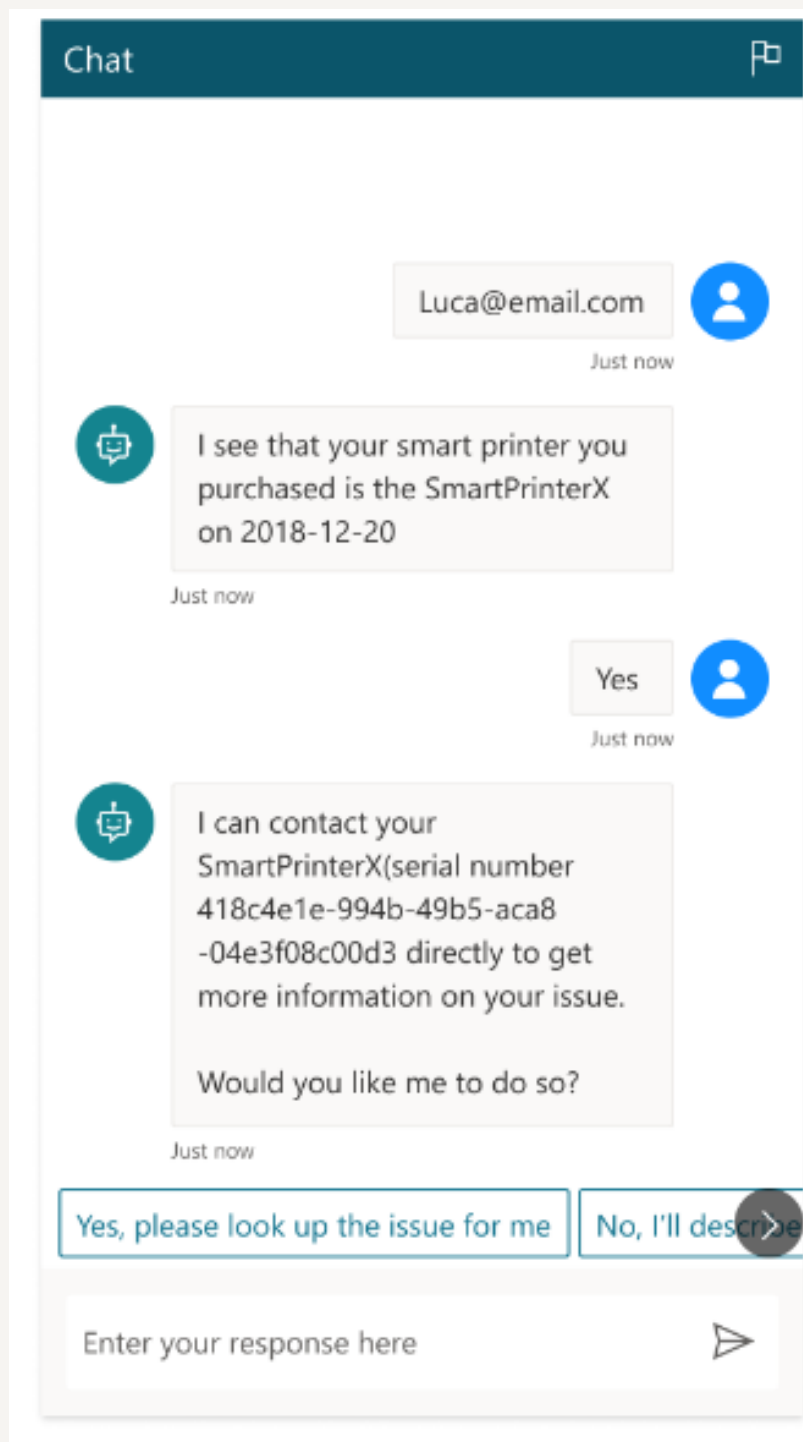 Chat
Luca@email.com
Just now
I see that your smart printer you
purchased is the SmartPrinterX
on 2018-12-20
Just now
Yes
Just now
I can contact your
SmartPrinterX(serial number
418c4e1e-994b-49b5-aca8
-04e3f08c00d3 directly to get
more information on your issue.
Would you like me to do so?
Just now
Yes, please look up the issue for me
No, I'll describe
Enter your response here